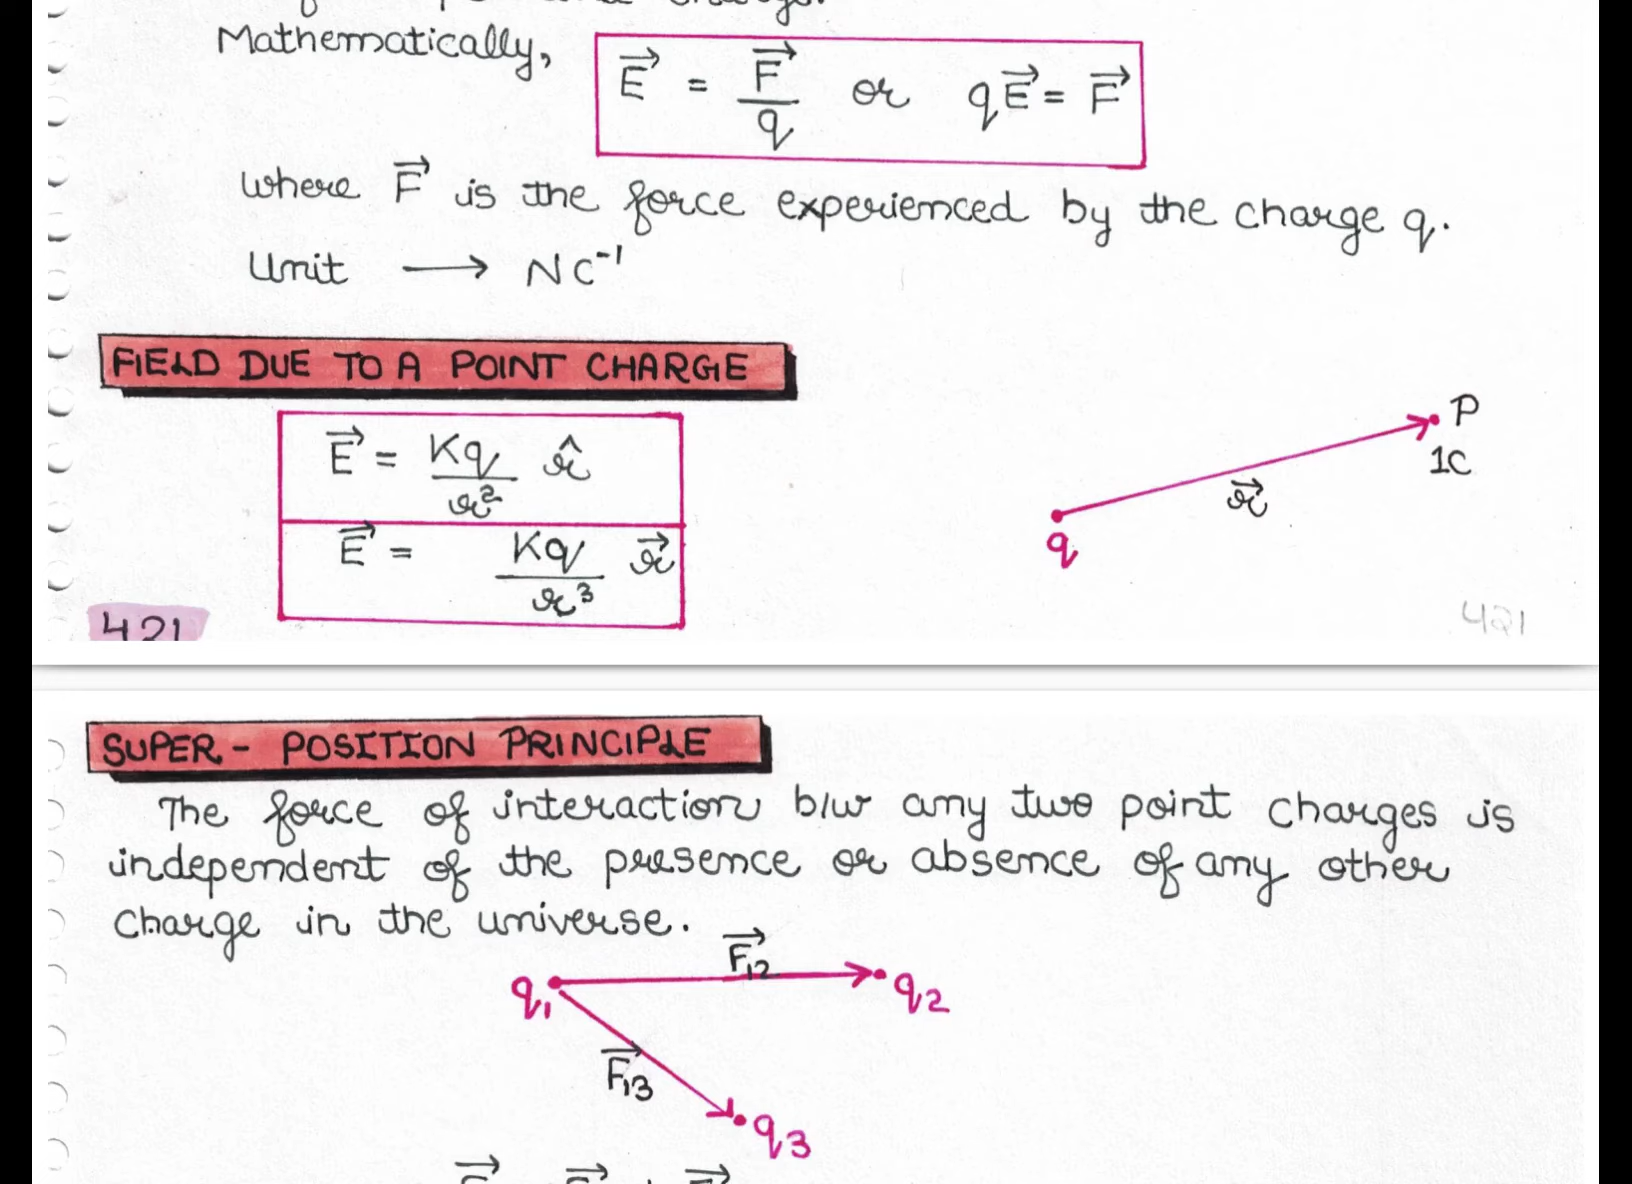 Mathematically,
E⃗ = F⃗/q or qE⃗ = F⃗
where F⃗ is the force experienced by the charge q.
Unit ⟶ NC⁻¹
FIELD DUE TO A POINT CHARGE
E⃗ = Kq/r² r̂
E⃗ = Kq/r³ r⃗
P
1C
r⃗
q
421
421
SUPER - POSITION PRINCIPLE
The force of interaction b/w any two point charges is
independent of the presence or absence of any other
charge in the universe.
F⃗₁₂
q₁
q₂
F⃗₁₃
q₃